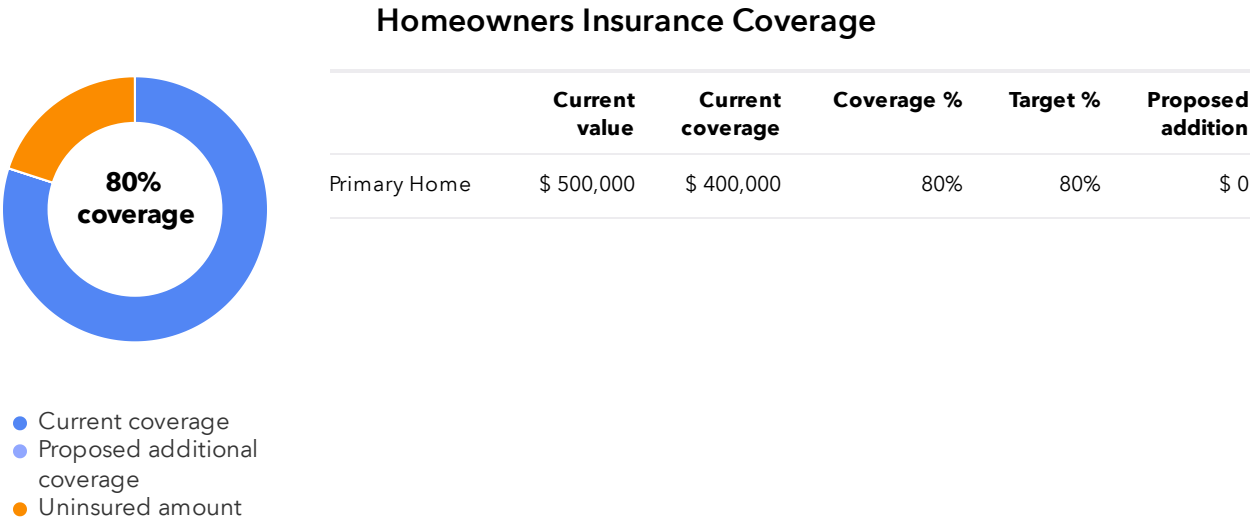 Homeowners Insurance Coverage
80%
coverage
Current Current Coverage % Target % Proposed
value coverage addition
Primary Home $ 500,000 $ 400,000 80% 80% $ 0
Current coverage
Proposed additional
coverage
Uninsured amount